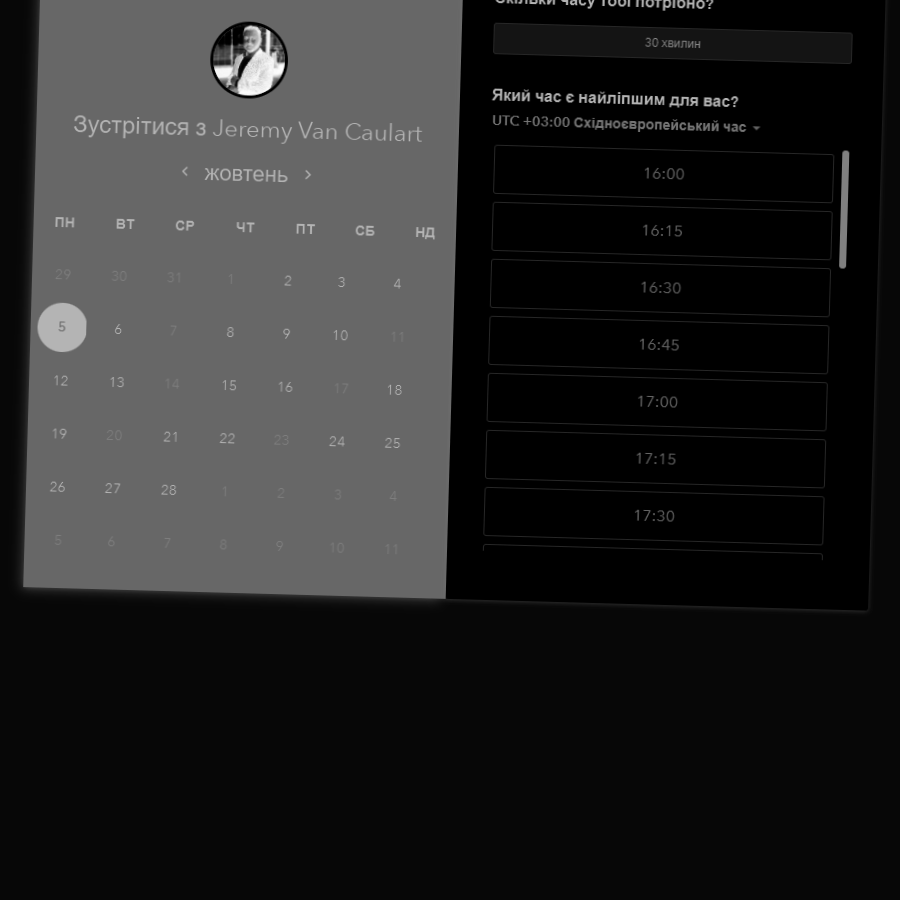 Зустрітися з Jeremy Van Caulart
жовтень
ПН ВТ СР ЧТ ПТ СБ НД
29 30 31 1 2 3 4
5 6 7 8 9 10 11
12 13 14 15 16 17 18
19 20 21 22 23 24 25
26 27 28 1 2 3 4
5 6 7 8 9 10 11
Скільки часу тобі потрібно?
30 хвилин
Який час є найліпшим для вас?
UTC +03:00 Східноєвропейський час
16:00
16:15
16:30
16:45
17:00
17:15
17:30